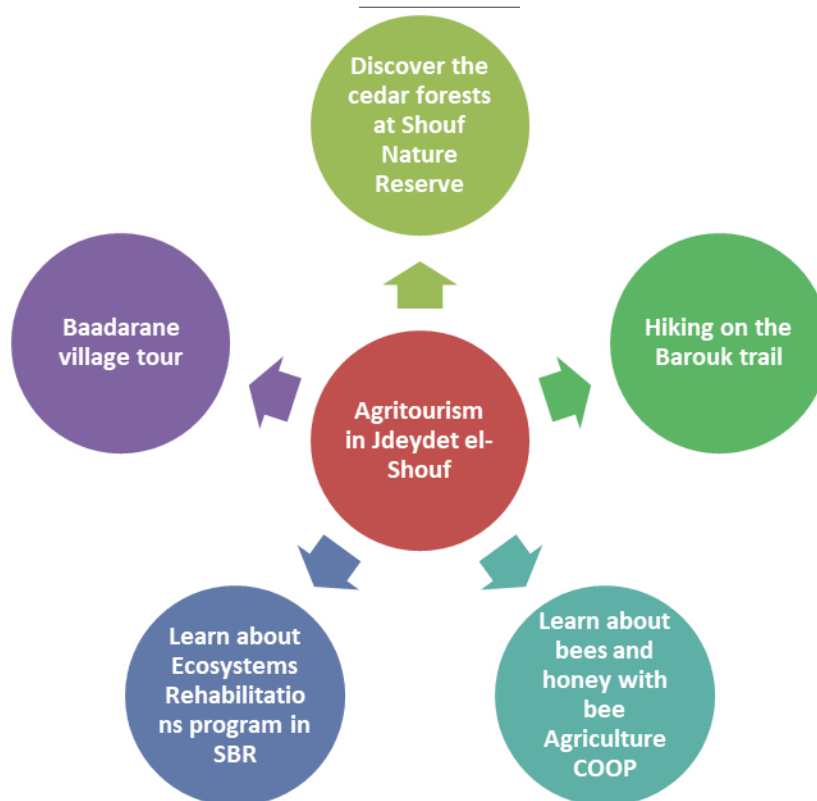 Discover the
cedar forests
at Shouf
Nature
Reserve
Baadarane
village tour
Hiking on the
Barouk trail
Agritourism
in Jdeydet el-
Shouf
Learn about
Ecosystems
Rehabilitatio
ns program in
SBR
Learn about
bees and
honey with
bee
Agriculture
COOP